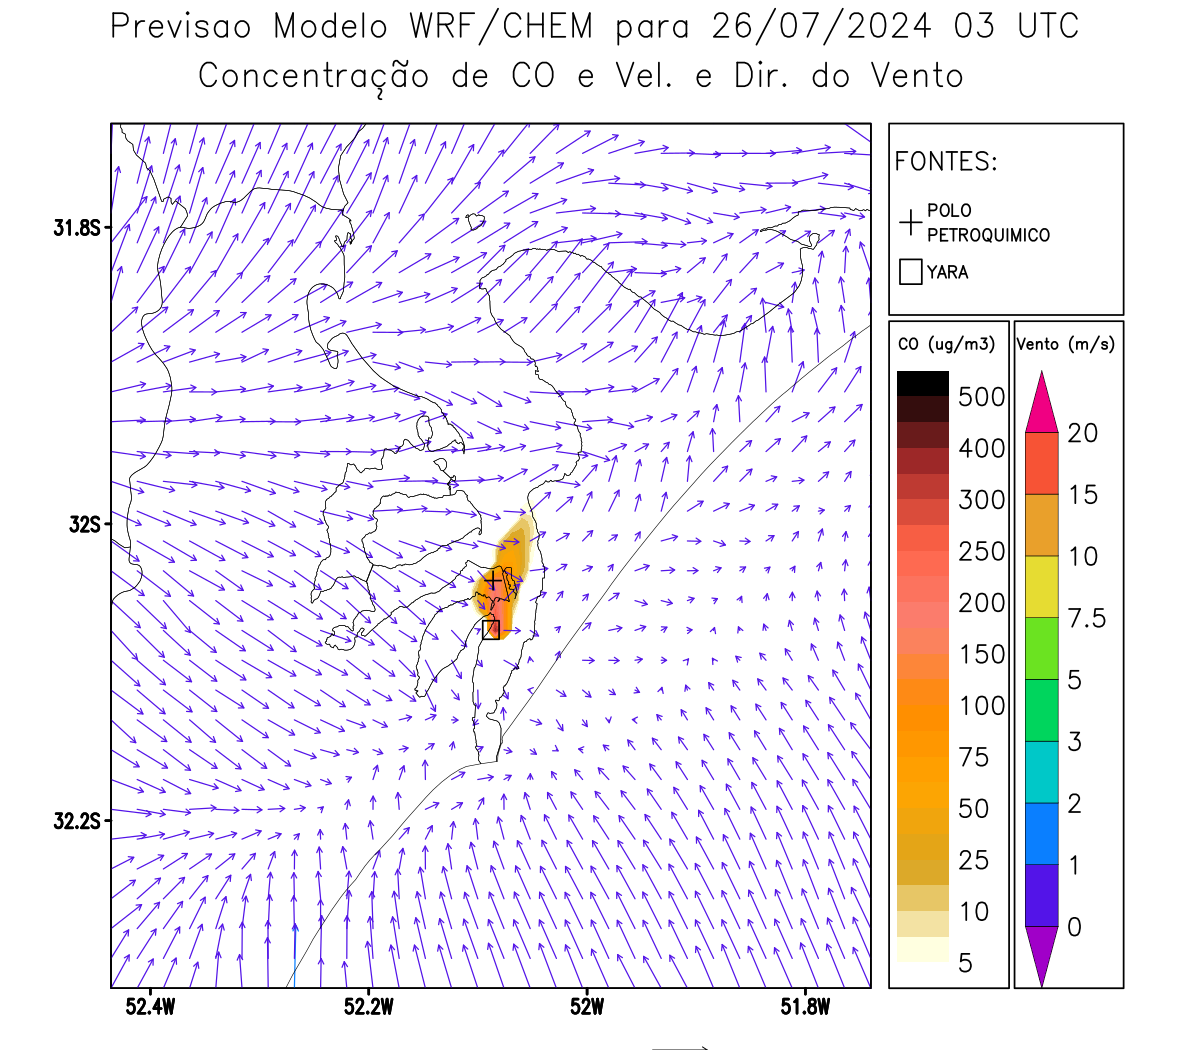 Previsao Modelo WRF/CHEM para 26/07/2024 03 UTC
Concentração de CO e Vel. e Dir. do Vento
FONTES:
POLO
PETROQUIMICO
YARA
CO (ug/m3)
500
400
300
250
200
150
100
75
50
25
10
5
Vento (m/s)
20
15
10
7.5
5
3
2
1
0
31.8S
32S
32.2S
52.4W
52.2W
52W
51.8W